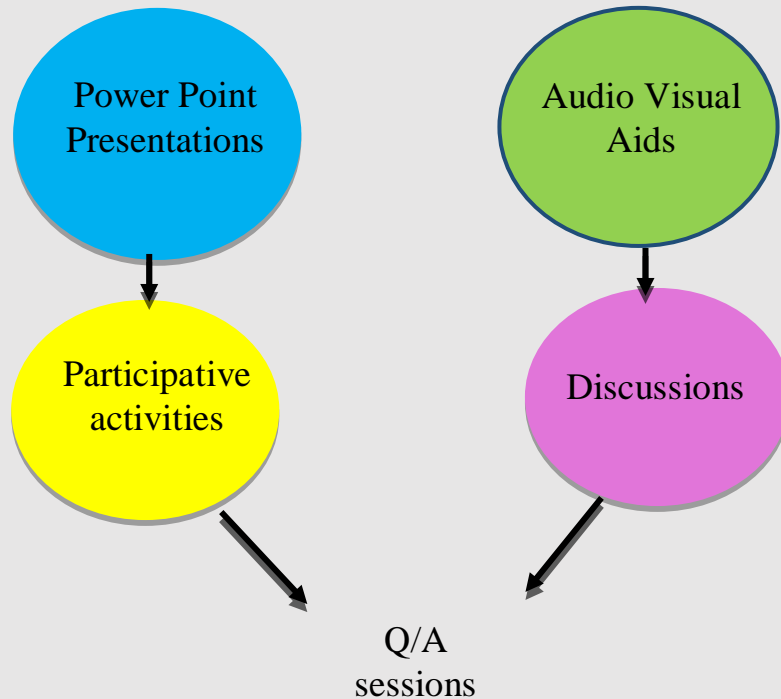 Power Point
Presentations
Audio Visual
Aids
Participative
activities
Discussions
Q/A
sessions